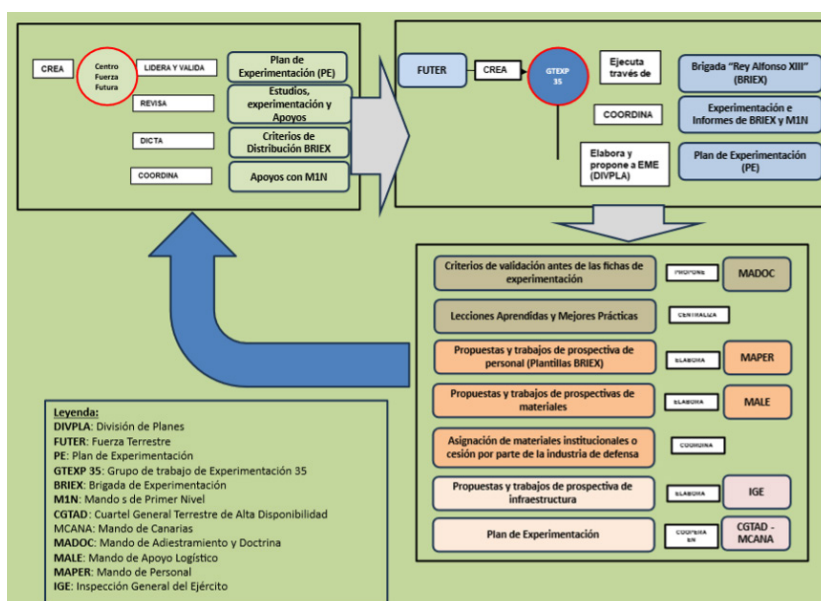 CREA
Centro
Fuerza
Futura
LIDERA Y VALIDA
Plan de
Experimentación (PE)
REVISA
Estudios,
experimentación y
Apoyos
DICTA
Criterios de
Distribución BRIEX
COORDINA
Apoyos con M1N
FUTER
CREA
GTEXP
35
Ejecuta
través de
Brigada “Rey Alfonso XIII”
(BRIEX)
COORDINA
Experimentación e
Informes de BRIEX y M1N
Elabora y
propone a EME
(DIVPLA)
Plan de Experimentación
(PE)
Criterios de validación antes de las fichas de
experimentación
PROPONE
MADOC
Lecciones Aprendidas y Mejores Prácticas
CENTRALIZA
Propuestas y trabajos de prospectiva de
personal (Plantillas BRIEX)
ELABORA
MAPER
Propuestas y trabajos de prospectivas de
materiales
ELABORA
MALE
Asignación de materiales institucionales o
cesión por parte de la industria de defensa
COORDINA
Propuestas y trabajos de prospectiva de
infraestructura
ELABORA
IGE
Plan de Experimentación
COOPERA
EN
CGTAD -
MCANA
Leyenda:
DIVPLA: División de Planes
FUTER: Fuerza Terrestre
PE: Plan de Experimentación
GTEXP 35: Grupo de trabajo de Experimentación 35
BRIEX: Brigada de Experimentación
M1N: Mando s de Primer Nivel
CGTAD: Cuartel General Terrestre de Alta Disponibilidad
MCANA: Mando de Canarias
MADOC: Mando de Adiestramiento y Doctrina
MALE: Mando de Apoyo Logístico
MAPER: Mando de Personal
IGE: Inspección General del Ejército